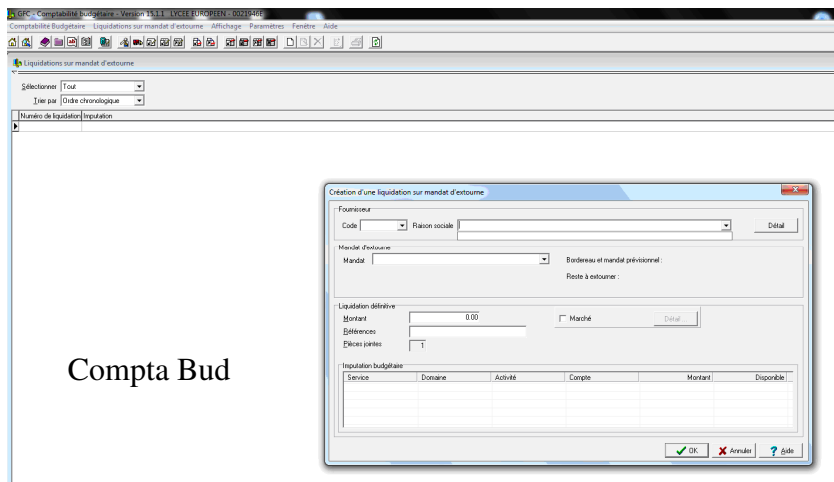 GFC - Comptabilité budgétaire - Version 15.1.1 LYCEE EUROPEEN - 0021946E
Comptabilité Budgétaire Liquidations sur mandat d'extourne Affichage Paramètres Fenêtre Aide
Liquidations sur mandat d'extourne
Sélectionner Tout
Trier par Ordre chronologique
Numéro de liquidation Imputation
Création d'une liquidation sur mandat d'extourne
Fournisseur
Code Raison sociale Détail
Mandat d'extourne
Mandat Bordereau et mandat prévisionnel :
Reste à extourner :
Liquidation définitive
Montant 0.00 Marché Détail...
Références
Pièces jointes 1
Imputation budgétaire
Service Domaine Activité Compte Montant Disponible
OK Annuler Aide
Compta Bud